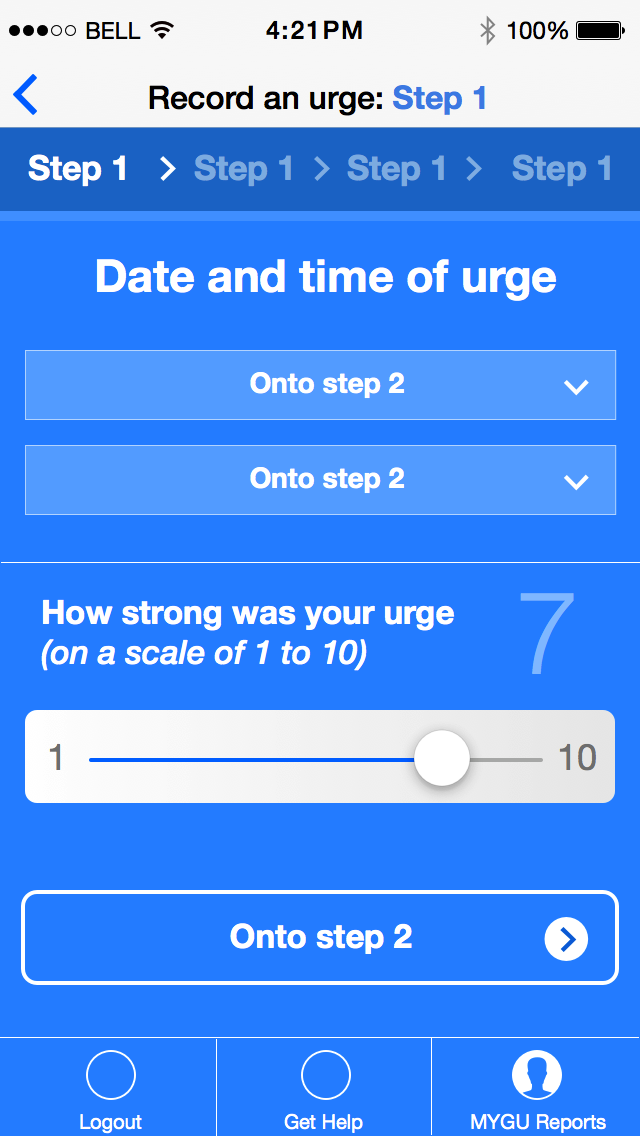 BELL 4:21PM 100%
Record an urge: Step 1
Step 1 Step 1 Step 1 Step 1
Date and time of urge
Onto step 2
Onto step 2
How strong was your urge
(on a scale of 1 to 10)
7
1 10
Onto step 2
Logout Get Help MYGU Reports